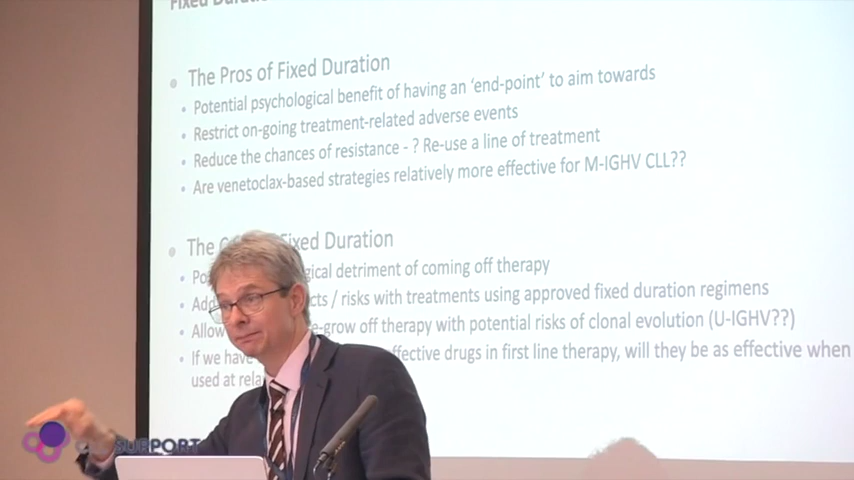 Fixed
The Pros of Fixed Duration
Potential psychological benefit of having an ‘end-point’ to aim towards
Restrict on-going treatment-related adverse events
Reduce the chances of resistance - ? Re-use a line of treatment
Are venetoclax-based strategies relatively more effective for M-IGHV CLL??
The Fixed Duration
detriment of coming off therapy
/ risks with treatments using approved fixed duration regimens
off therapy with potential risks of clonal evolution (U-IGHV??)
If we have effective drugs in first line therapy, will they be as effective when
used at
SUPPORT